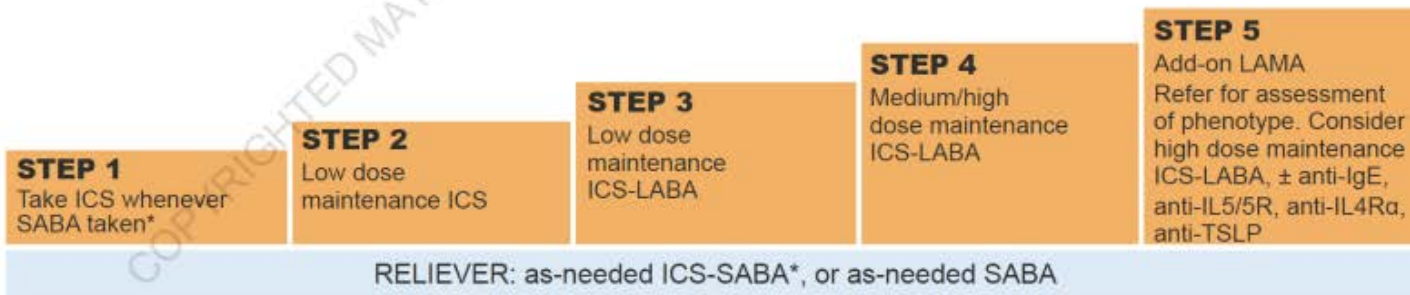 COPYRIGHTED MAT
STEP 1
Take ICS whenever
SABA taken*
STEP 2
Low dose
maintenance ICS
STEP 3
Low dose
maintenance
ICS-LABA
STEP 4
Medium/high
dose maintenance
ICS-LABA
STEP 5
Add-on LAMA
Refer for assessment
of phenotype. Consider
high dose maintenance
ICS-LABA, ± anti-IgE,
anti-IL5/5R, anti-IL4Rα,
anti-TSLP
RELIEVER: as-needed ICS-SABA*, or as-needed SABA